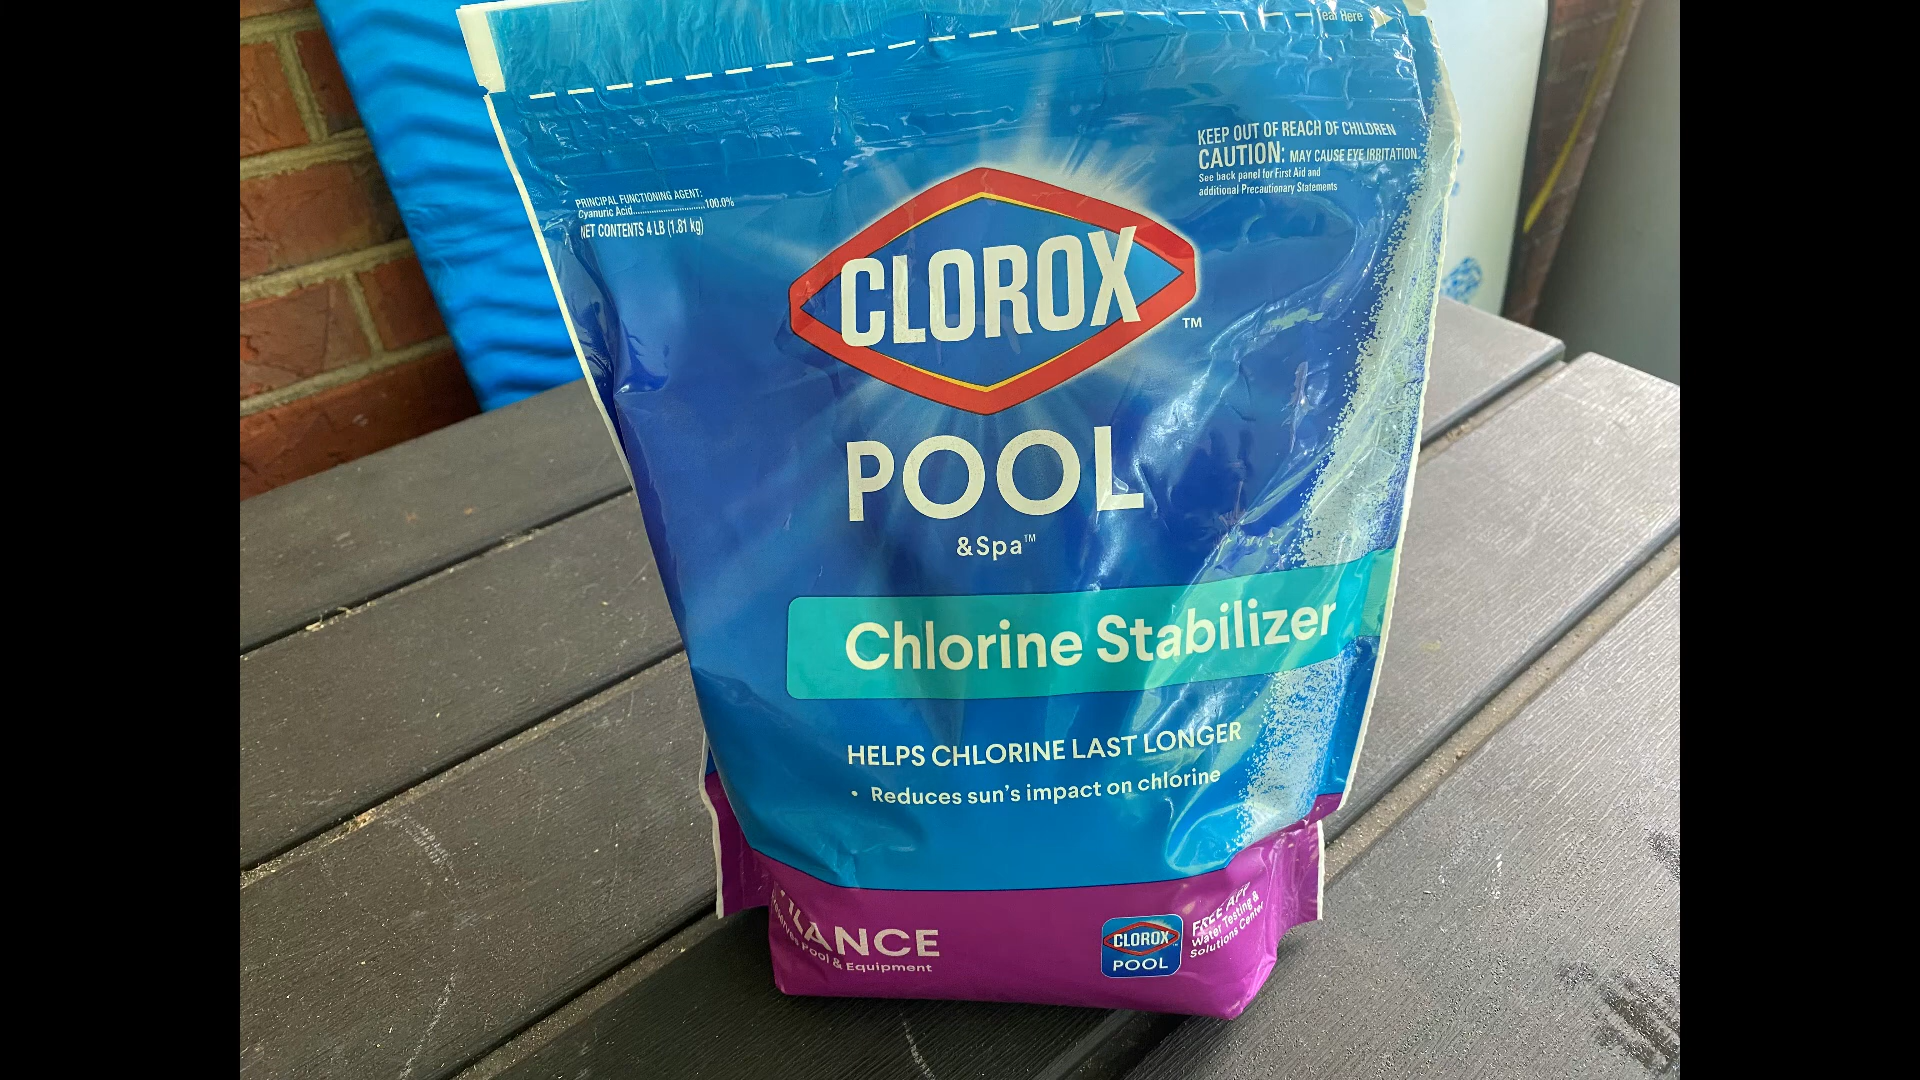 Tear Here
KEEP OUT OF REACH OF CHILDREN
CAUTION: MAY CAUSE EYE IRRITATION
See back panel for First Aid and
additional Precautionary Statements
PRINCIPAL FUNCTIONING AGENT:
Cyanuric Acid..............................100.0%
NET CONTENTS 4 LB (1.81 kg)
CLOROX
TM
POOL
&Spa™
Chlorine Stabilizer
HELPS CHLORINE LAST LONGER
• Reduces sun's impact on chlorine
Pool & Equipment
CLOROX
POOL
FREE APP
Water Testing &
Solutions Center